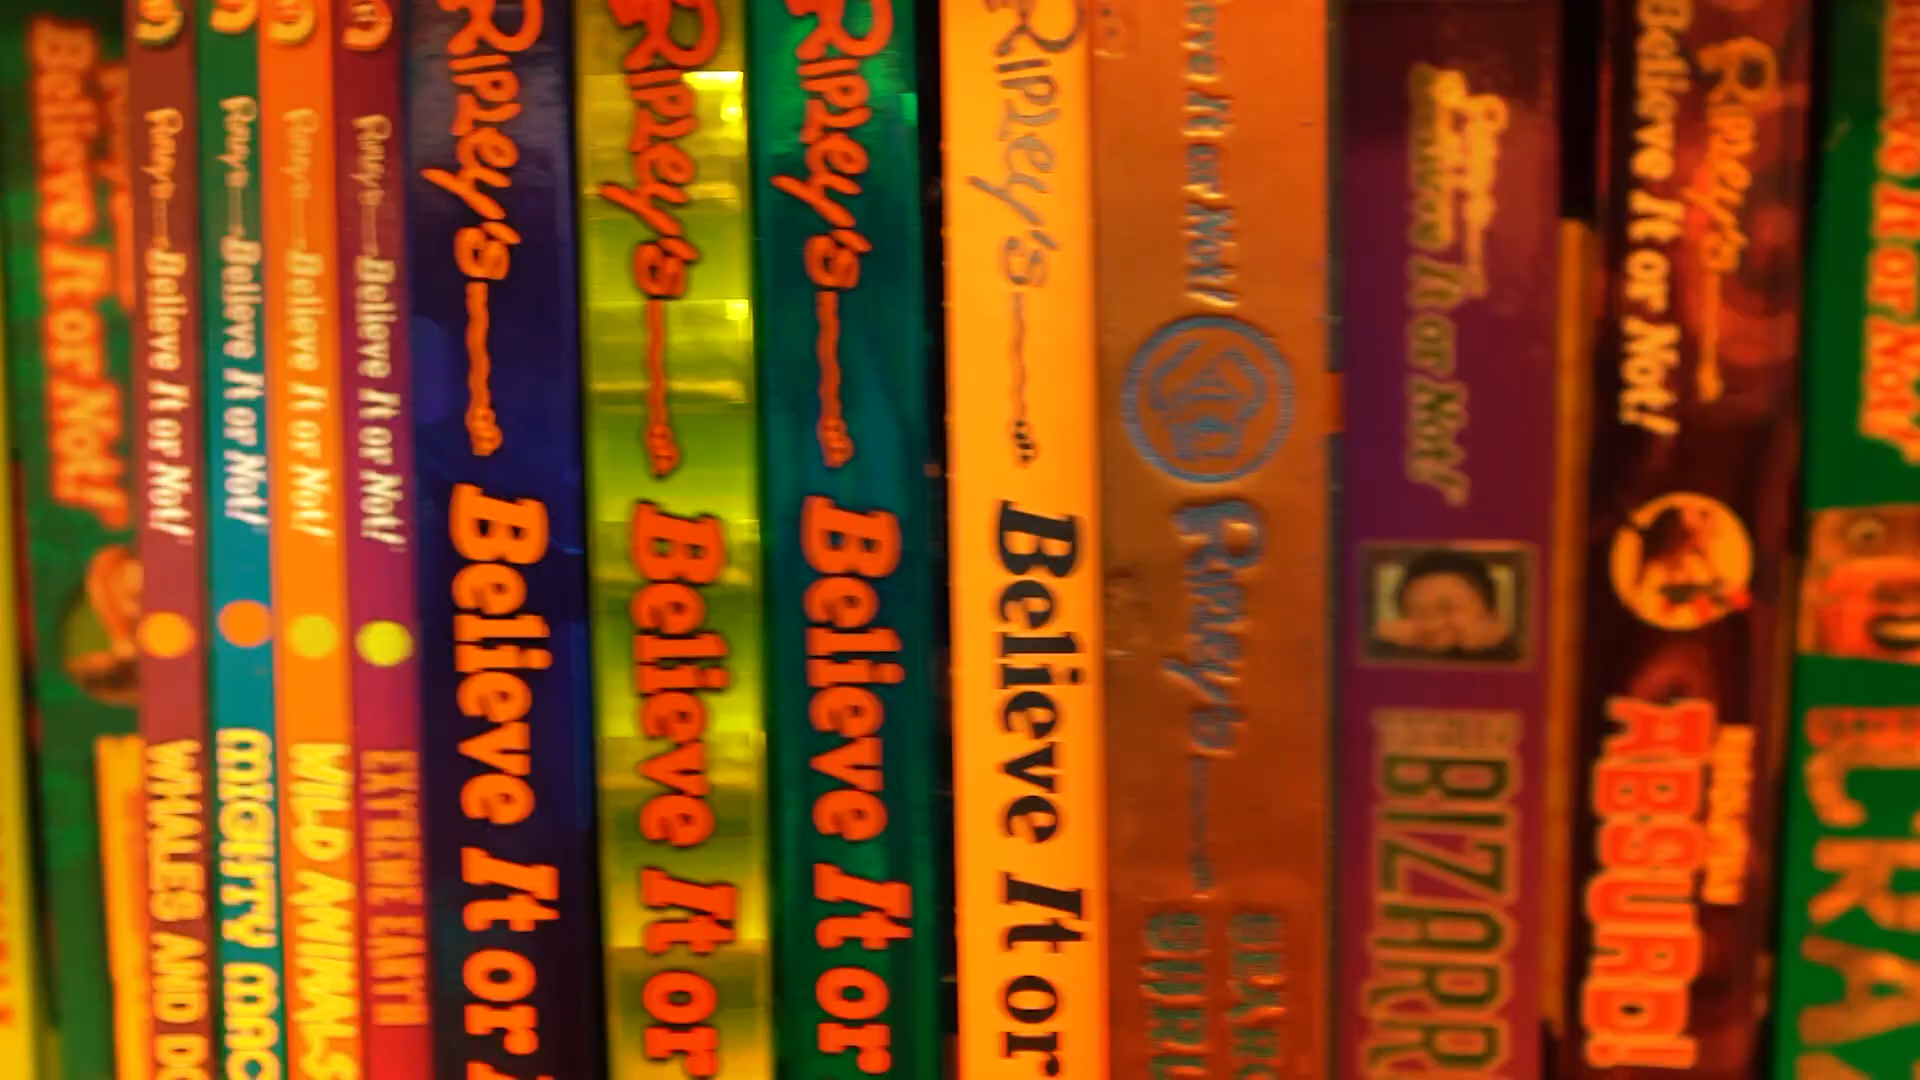 Believe It or Not!
Ripley's Believe It or Not! WHALES AND DO
Ripley's Believe It or Not! MIGHTY MAC
Ripley's Believe It or Not! WILD ANIMALS
Ripley's Believe It or Not! EXTREME EARTH
Ripley's Believe It or
Ripley's Believe It or
Ripley's Believe It or
Ripley's Believe It or
Believe It or Not! Ripley's
It or Not!
BIZARR
Ripley's
Believe It or Not!
ABSURD!
Believe It or Not!